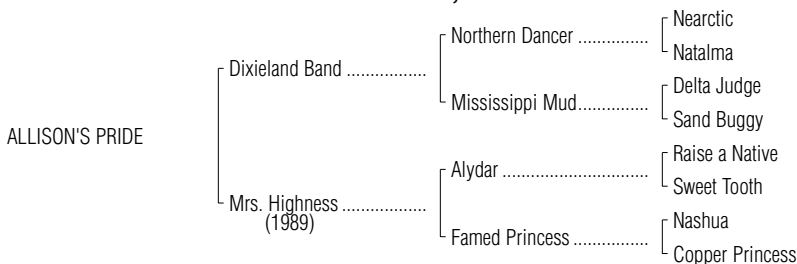 Nearctic
Northern Dancer ...............
Natalma
Dixieland Band .................
Delta Judge
Mississippi Mud...............
Sand Buggy
ALLISON'S PRIDE
Raise a Native
Alydar ...............................
Sweet Tooth
Mrs. Highness ..................
(1989)
Nashua
Famed Princess ................
Copper Princess